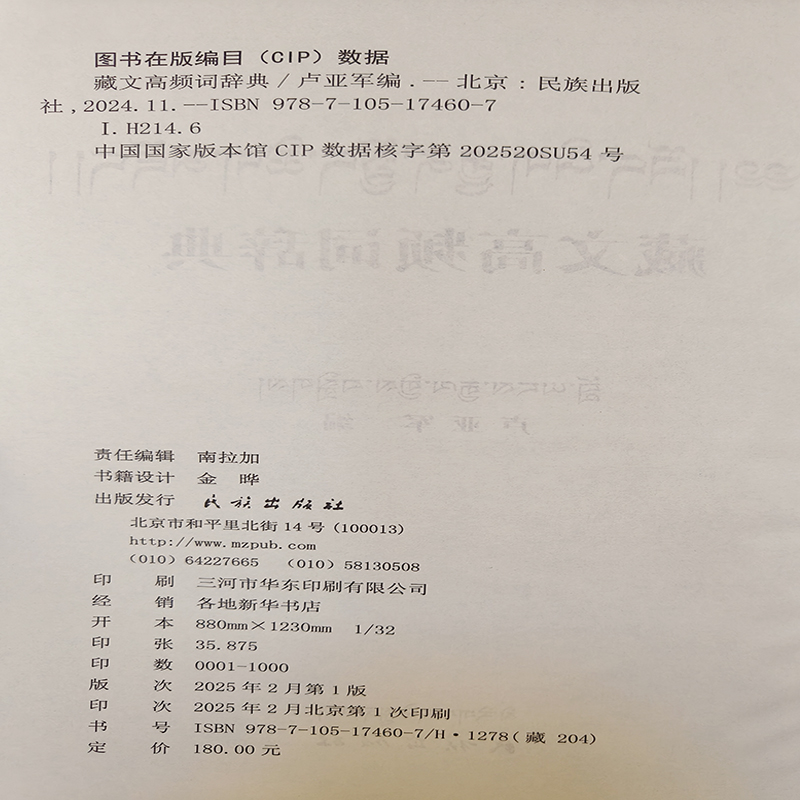 图书在版编目（CIP）数据
藏文高频词辞典 / 卢亚军编 . -- 北京 : 民族出版
社 , 2024. 11. --ISBN 978-7-105-17460-7
I. H214. 6
中国国家版本馆 CIP 数据核字第 202520SU54 号
藏文高频词辞典
卢亚军 编
责任编辑 南拉加
书籍设计 金 晔
出版发行 民族出版社
北京市和平里北街 14 号 (100013)
http://www.mzpub.com
(010) 64227665 (010) 58130508
印 刷 三河市华东印刷有限公司
经 销 各地新华书店
开 本 880mm×1230mm 1/32
印 张 35.875
印 数 0001-1000
版 次 2025 年 2 月第 1 版
印 次 2025 年 2 月北京第 1 次印刷
书 号 ISBN 978-7-105-17460-7/H·1278( 藏 204)
定 价 180.00 元